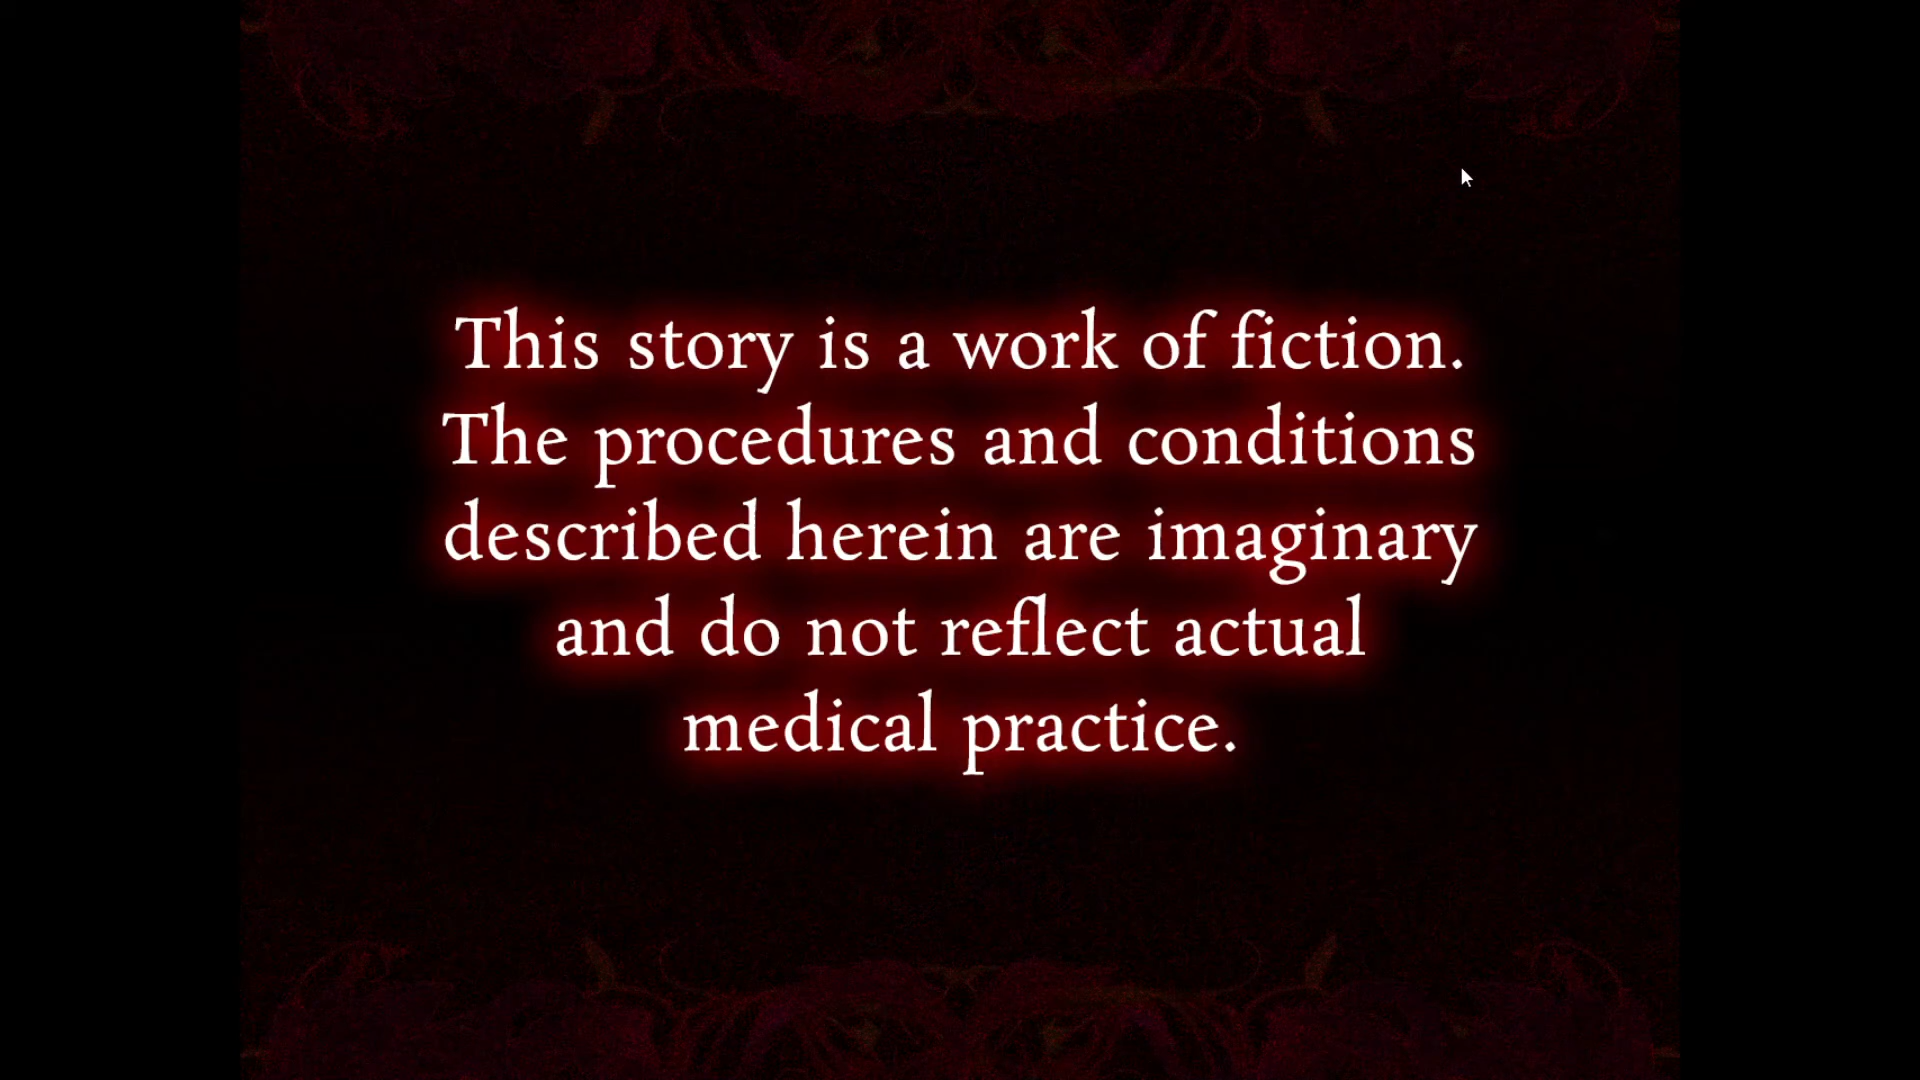 This story is a work of fiction.
The procedures and conditions
described herein are imaginary
and do not reflect actual
medical practice.